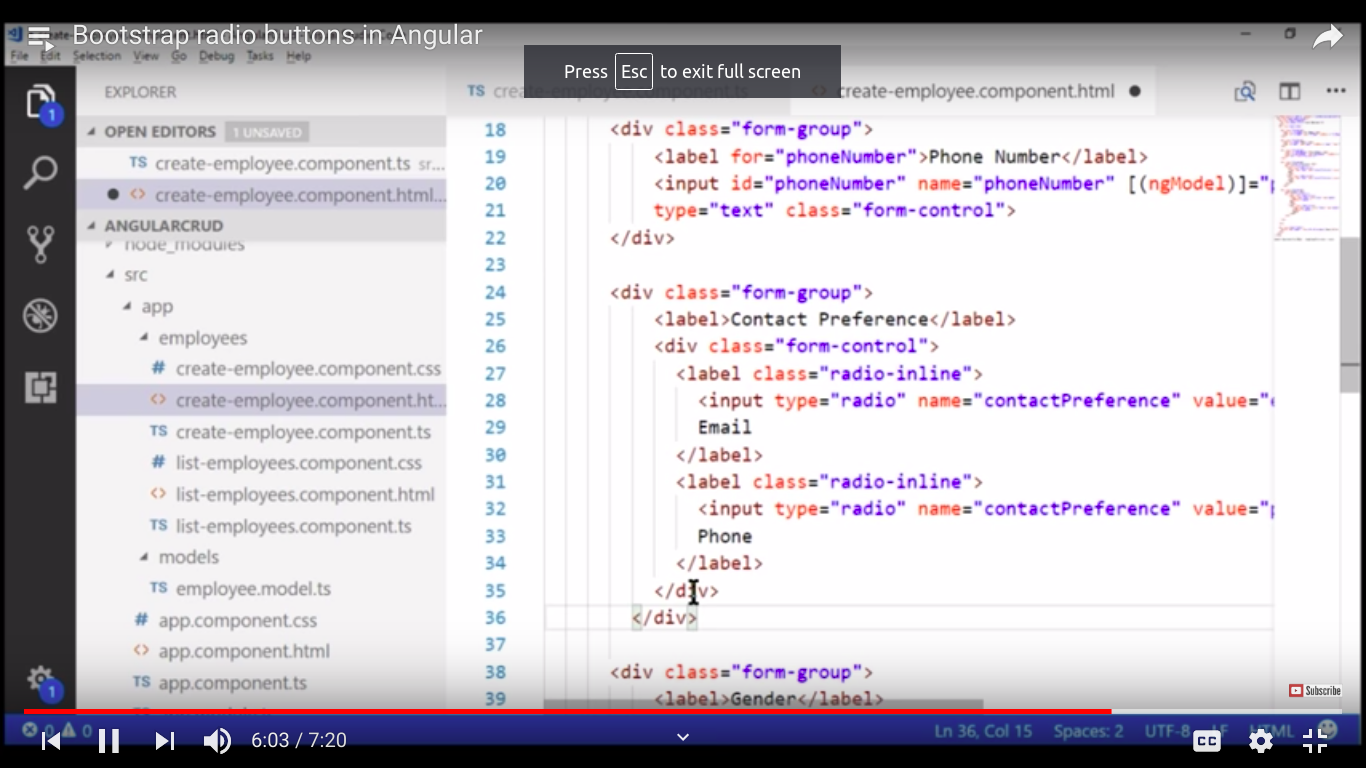 Bootstrap radio buttons in Angular
File Edit Selection View Go Debug Tasks Help
Press Esc to exit full screen
EXPLORER
TS create-employee.component.ts
<> create-employee.component.html ●
OPEN EDITORS 1 UNSAVED
TS create-employee.component.ts sr...
<> create-employee.component.html...
ANGULARCRUD
node_modules
src
app
employees
# create-employee.component.css
<> create-employee.component.ht...
TS create-employee.component.ts
# list-employees.component.css
<> list-employees.component.html
TS list-employees.component.ts
models
TS employee.model.ts
# app.component.css
<> app.component.html
TS app.component.ts
1
1
18 <div class="form-group">
19 <label for="phoneNumber">Phone Number</label>
20 <input id="phoneNumber" name="phoneNumber" [(ngModel)]="
21 type="text" class="form-control">
22 </div>
23
24 <div class="form-group">
25 <label>Contact Preference</label>
26 <div class="form-control">
27 <label class="radio-inline">
28 <input type="radio" name="contactPreference" value="
29 Email
30 </label>
31 <label class="radio-inline">
32 <input type="radio" name="contactPreference" value="
33 Phone
34 </label>
35 </div>
36 </div>
37
38 <div class="form-group">
39 <label>Gender</label>
Subscribe
0 0
Ln 36, Col 15 Spaces: 2 UTF-8 LF HTML
6:03 / 7:20
CC